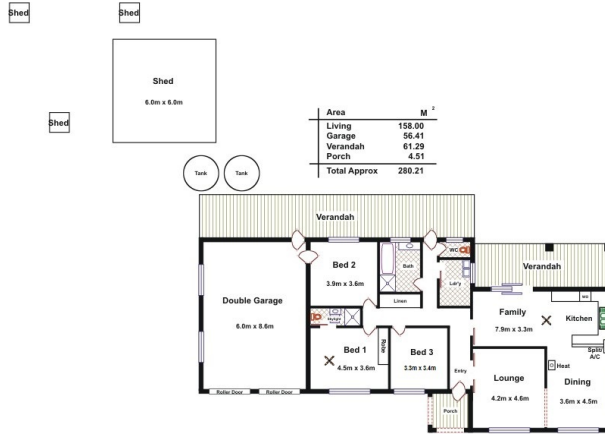 Shed
Shed
Shed
6.0m x 6.0m
Shed
Area M 2
Living 158.00
Garage 56.41
Verandah 61.29
Porch 4.51
Total Approx 280.21
Tank
Tank
Verandah
WC
Bath
Bed 2
3.9m x 3.6m
Verandah
Double Garage
6.0m x 8.6m
Linen
Family
7.9m x 3.3m
Kitchen
Bed 1
4.5m x 3.6m
Robe
Bed 3
3.3m x 3.4m
Split
A/C
Entry
Heat
Lounge
4.2m x 4.6m
Dining
3.6m x 4.5m
Roller Door
Roller Door
Porch